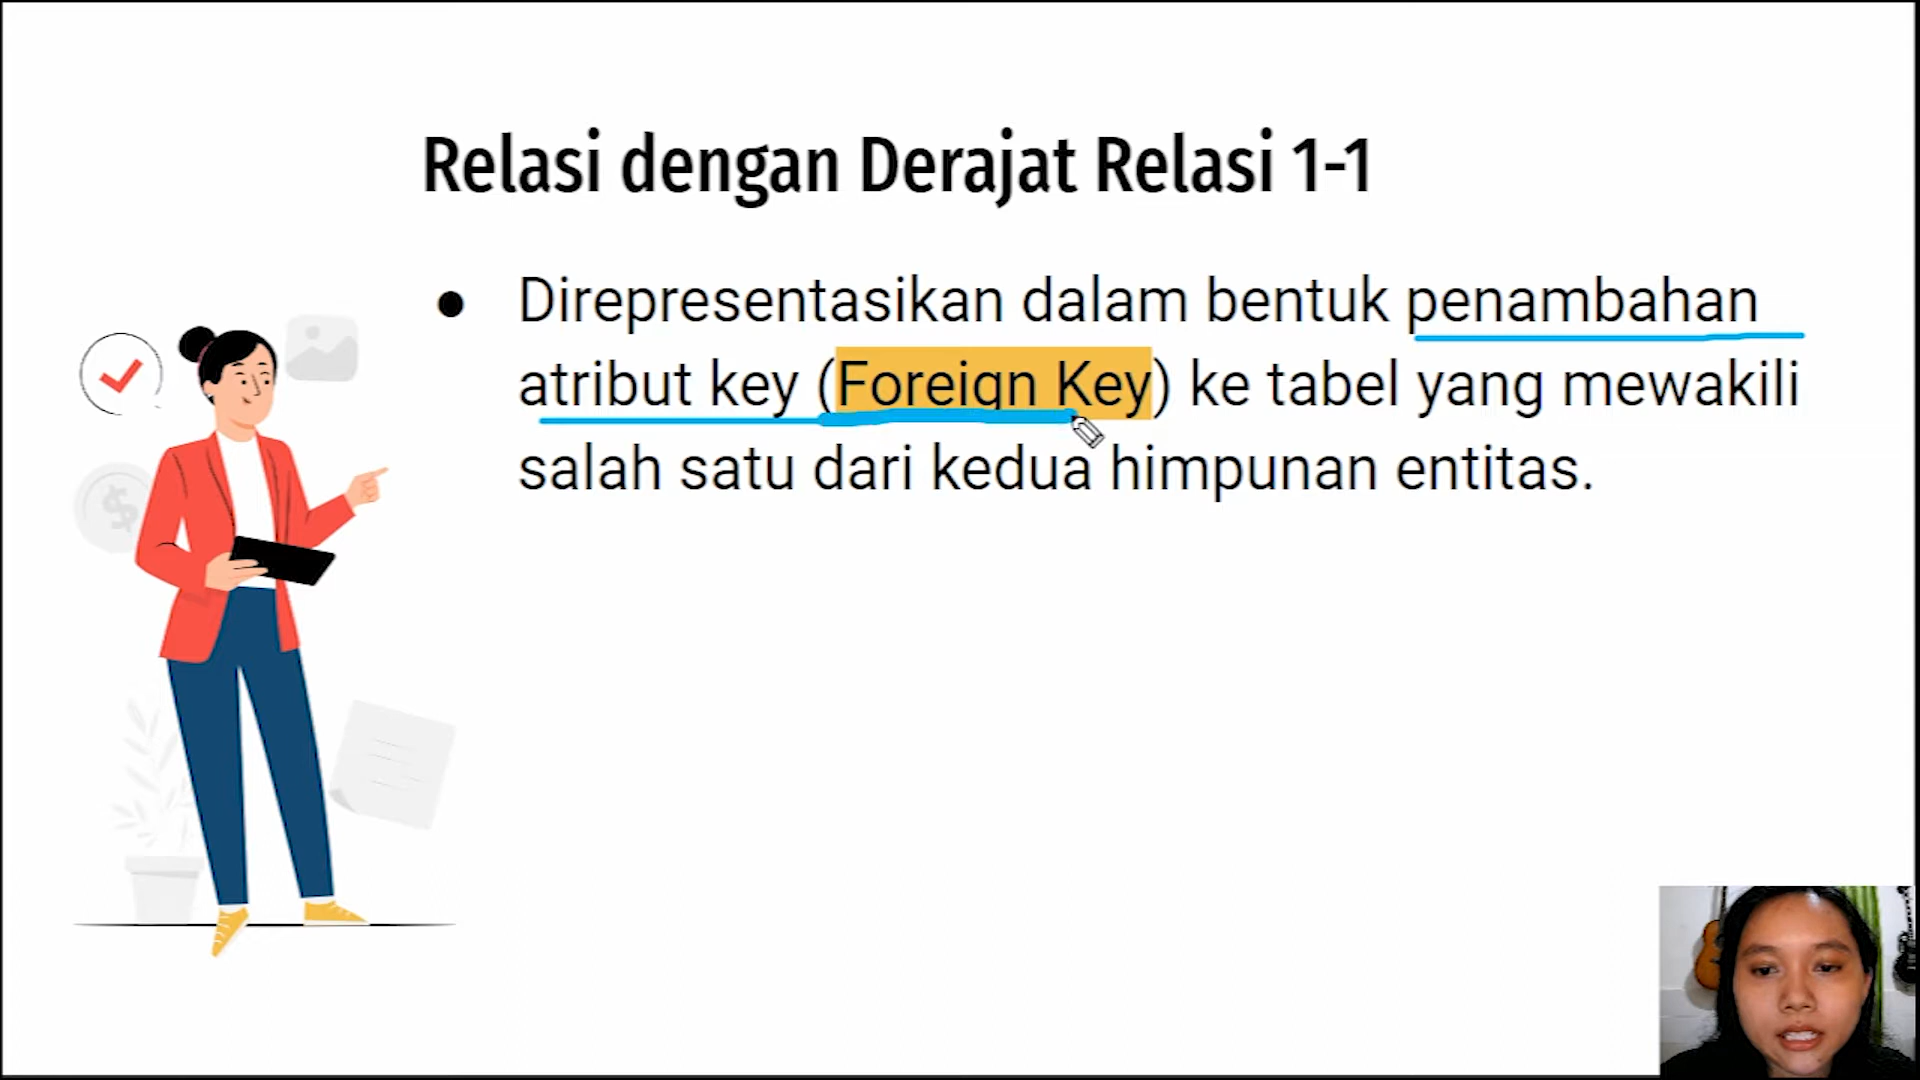 Relasi dengan Derajat Relasi 1-1
● Direpresentasikan dalam bentuk penambahan
atribut key (Foreign Key) ke tabel yang mewakili
salah satu dari kedua himpunan entitas.
$